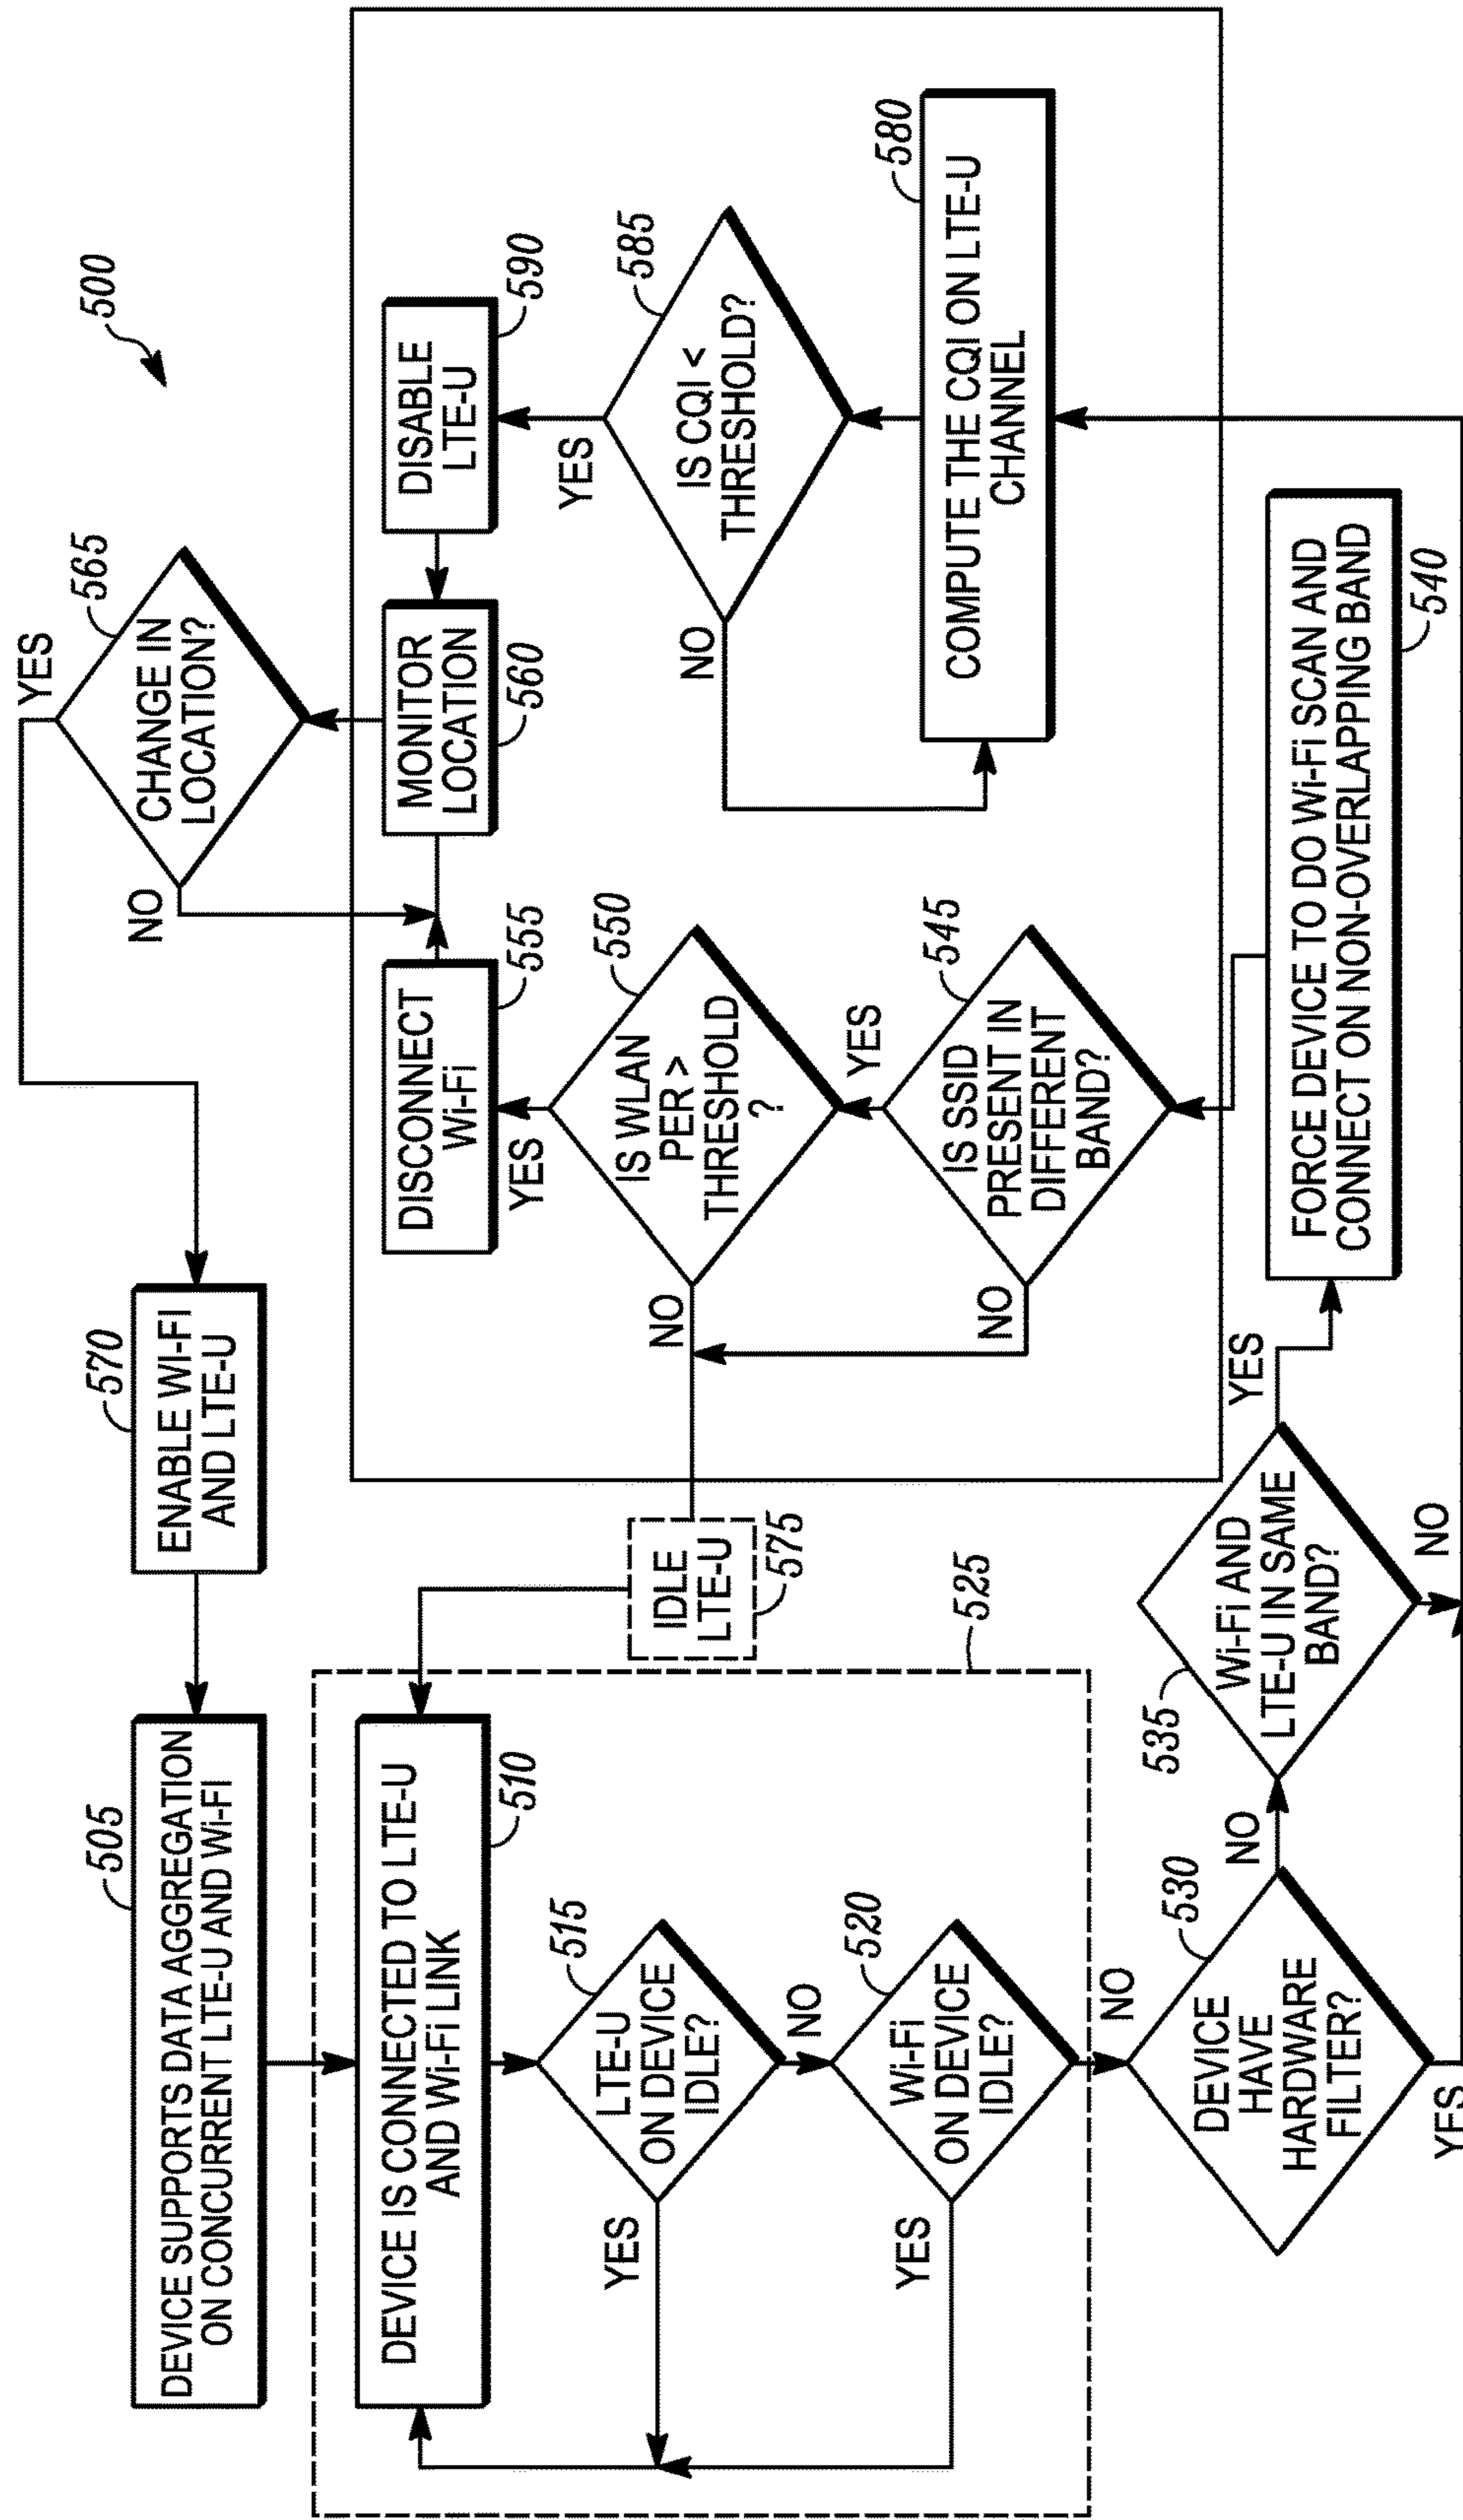 500
505
DEVICE SUPPORTS DATA AGGREGATION
ON CONCURRENT LTE-U AND Wi-Fi
570
ENABLE WI-FI
AND LTE-U
YES
565
CHANGE IN
LOCATION?
NO
DEVICE IS CONNECTED TO LTE-U
AND Wi-Fi LINK
510
515
LTE-U
ON DEVICE
IDLE?
YES
NO
520
Wi-Fi
ON DEVICE
IDLE?
YES
NO
525
530
DEVICE
HAVE
HARDWARE
FILTER?
YES
NO
535
Wi-Fi AND
LTE-U IN SAME
BAND?
NO
YES
FORCE DEVICE TO DO Wi-Fi SCAN AND
CONNECT ON NON-OVERLAPPING BAND
540
545
IS SSID
PRESENT IN
DIFFERENT
BAND?
NO
YES
550
IS WLAN
PER >
THRESHOLD
?
NO
YES
IDLE
LTE-U
575
DISCONNECT
Wi-Fi
555
MONITOR
LOCATION
560
DISABLE
LTE-U
590
YES
585
IS CQI <
THRESHOLD?
NO
580
COMPUTE THE CQI ON LTE-U
CHANNEL